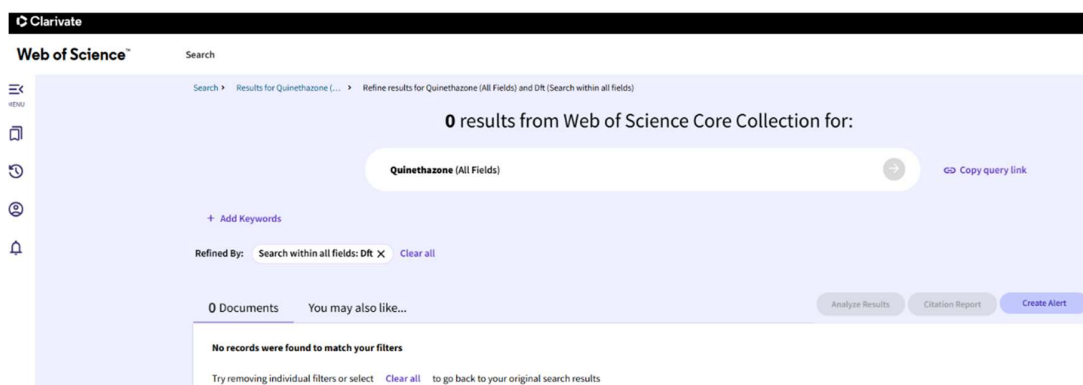 Clarivate
Web of Science™
Search
MENU
Search > Results for Quinethazone (... > Refine results for Quinethazone (All Fields) and Dft (Search within all fields)
0 results from Web of Science Core Collection for:
Quinethazone (All Fields)
Copy query link
+ Add Keywords
Refined By: Search within all fields: Dft × Clear all
0 Documents You may also like... Analyze Results Citation Report Create Alert
No records were found to match your filters
Try removing individual filters or select Clear all to go back to your original search results